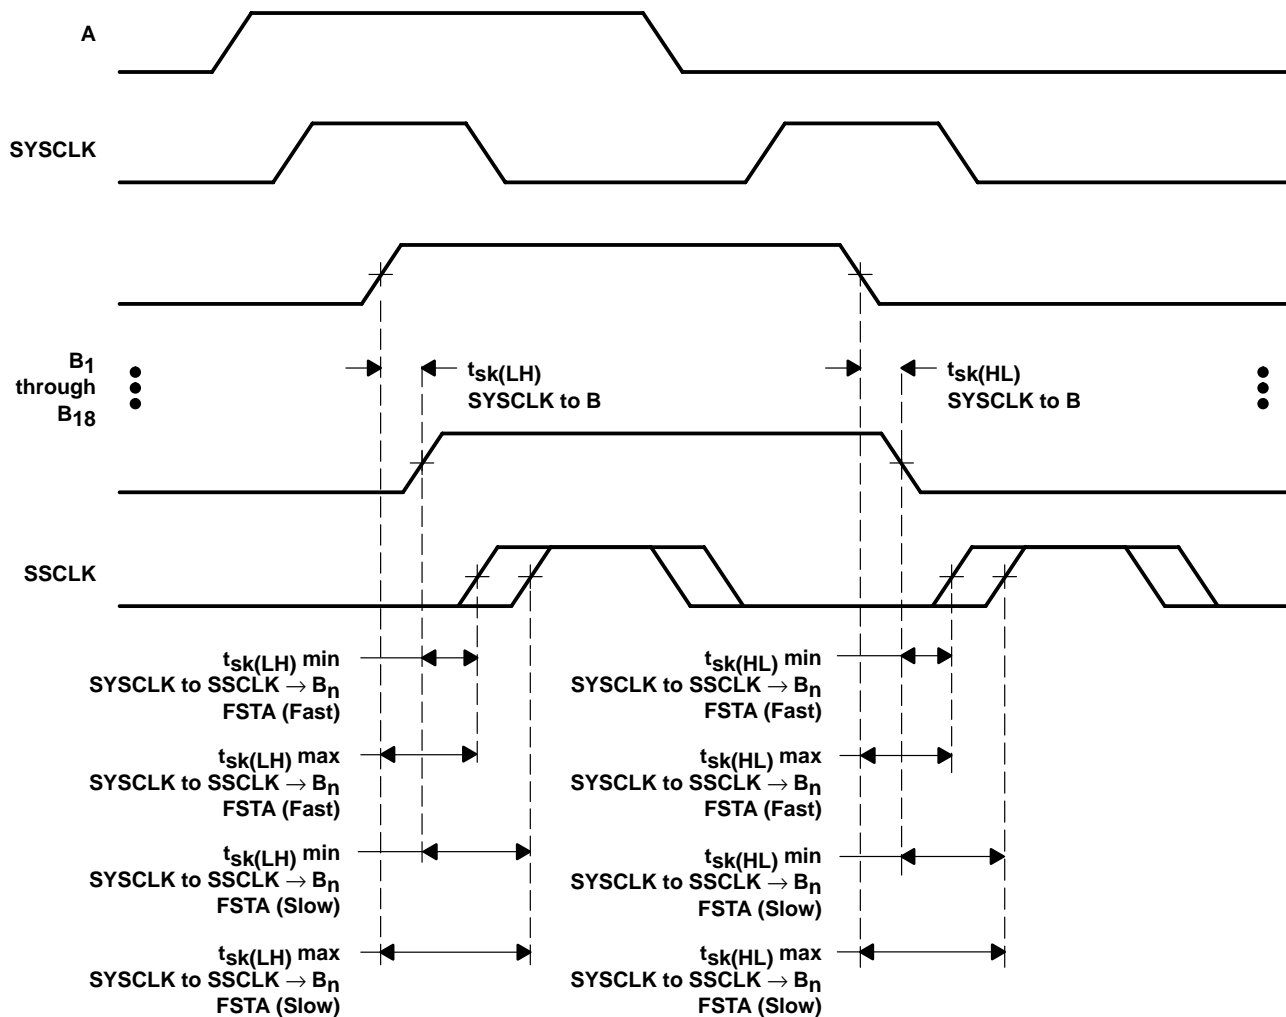 A
SYSCLK
B1
through
B18
tsk(LH)
SYSCLK to B
tsk(HL)
SYSCLK to B
SSCLK
tsk(LH) min
SYSCLK to SSCLK → Bn
FSTA (Fast)
tsk(HL) min
SYSCLK to SSCLK → Bn
FSTA (Fast)
tsk(LH) max
SYSCLK to SSCLK → Bn
FSTA (Fast)
tsk(HL) max
SYSCLK to SSCLK → Bn
FSTA (Fast)
tsk(LH) min
SYSCLK to SSCLK → Bn
FSTA (Slow)
tsk(HL) min
SYSCLK to SSCLK → Bn
FSTA (Slow)
tsk(LH) max
SYSCLK to SSCLK → Bn
FSTA (Slow)
tsk(HL) max
SYSCLK to SSCLK → Bn
FSTA (Slow)